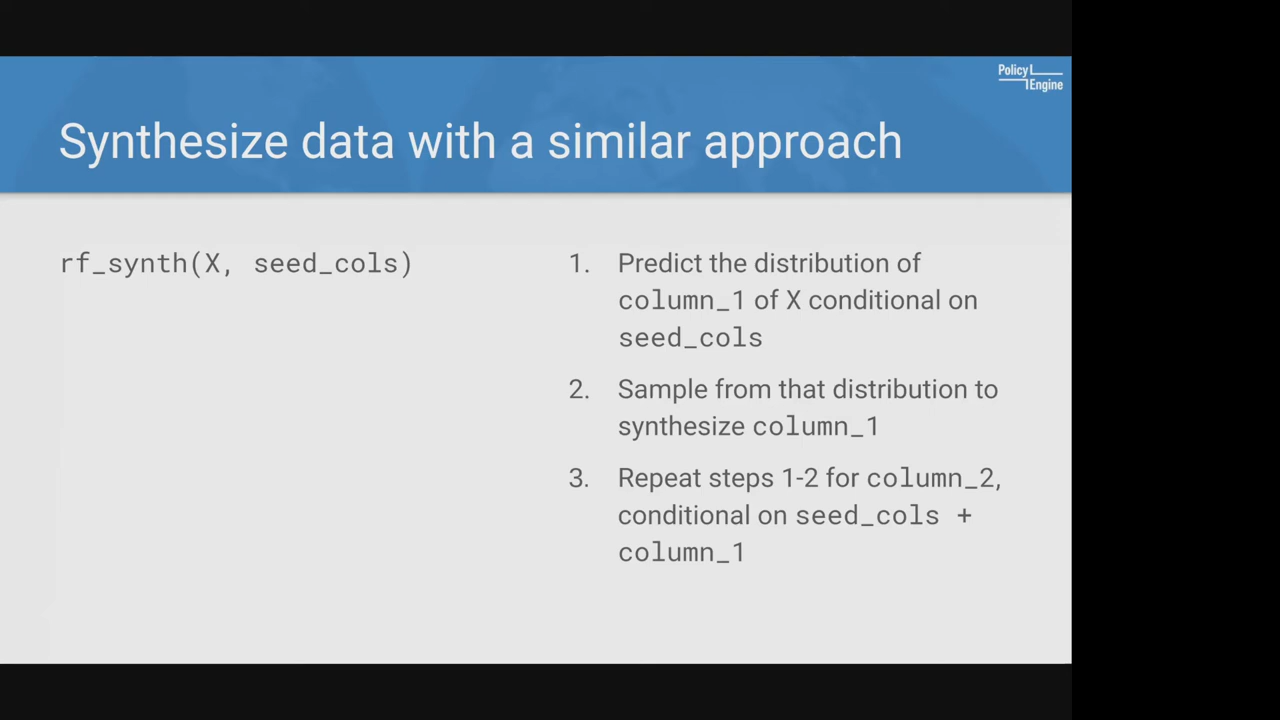 Policy
Engine
Synthesize data with a similar approach
rf_synth(X, seed_cols)
1. Predict the distribution of
column_1 of X conditional on
seed_cols
2. Sample from that distribution to
synthesize column_1
3. Repeat steps 1-2 for column_2,
conditional on seed_cols +
column_1